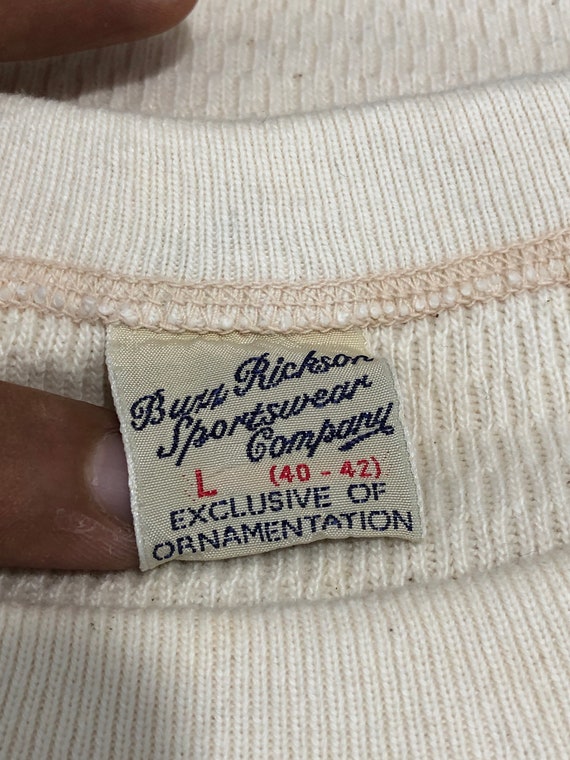 Buzz Rickson
Sportswear
Company
L (40 - 42)
EXCLUSIVE OF
ORNAMENTATION